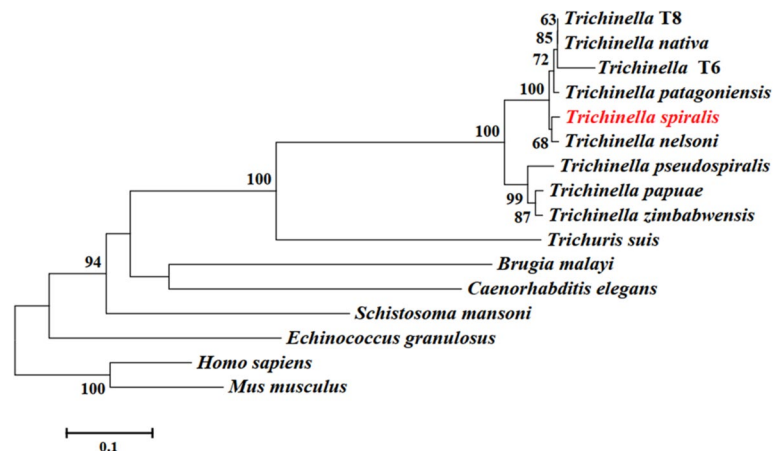 63 Trichinella T8
85 Trichinella nativa
72 Trichinella T6
100 Trichinella patagoniensis
Trichinella spiralis
100 68 Trichinella nelsoni
Trichinella pseudospiralis
100 99 Trichinella papuae
87 Trichinella zimbabwensis
Trichuris suis
94 Brugia malayi
Caenorhabditis elegans
Schistosoma mansoni
Echinococcus granulosus
Homo sapiens
100 Mus musculus
0.1